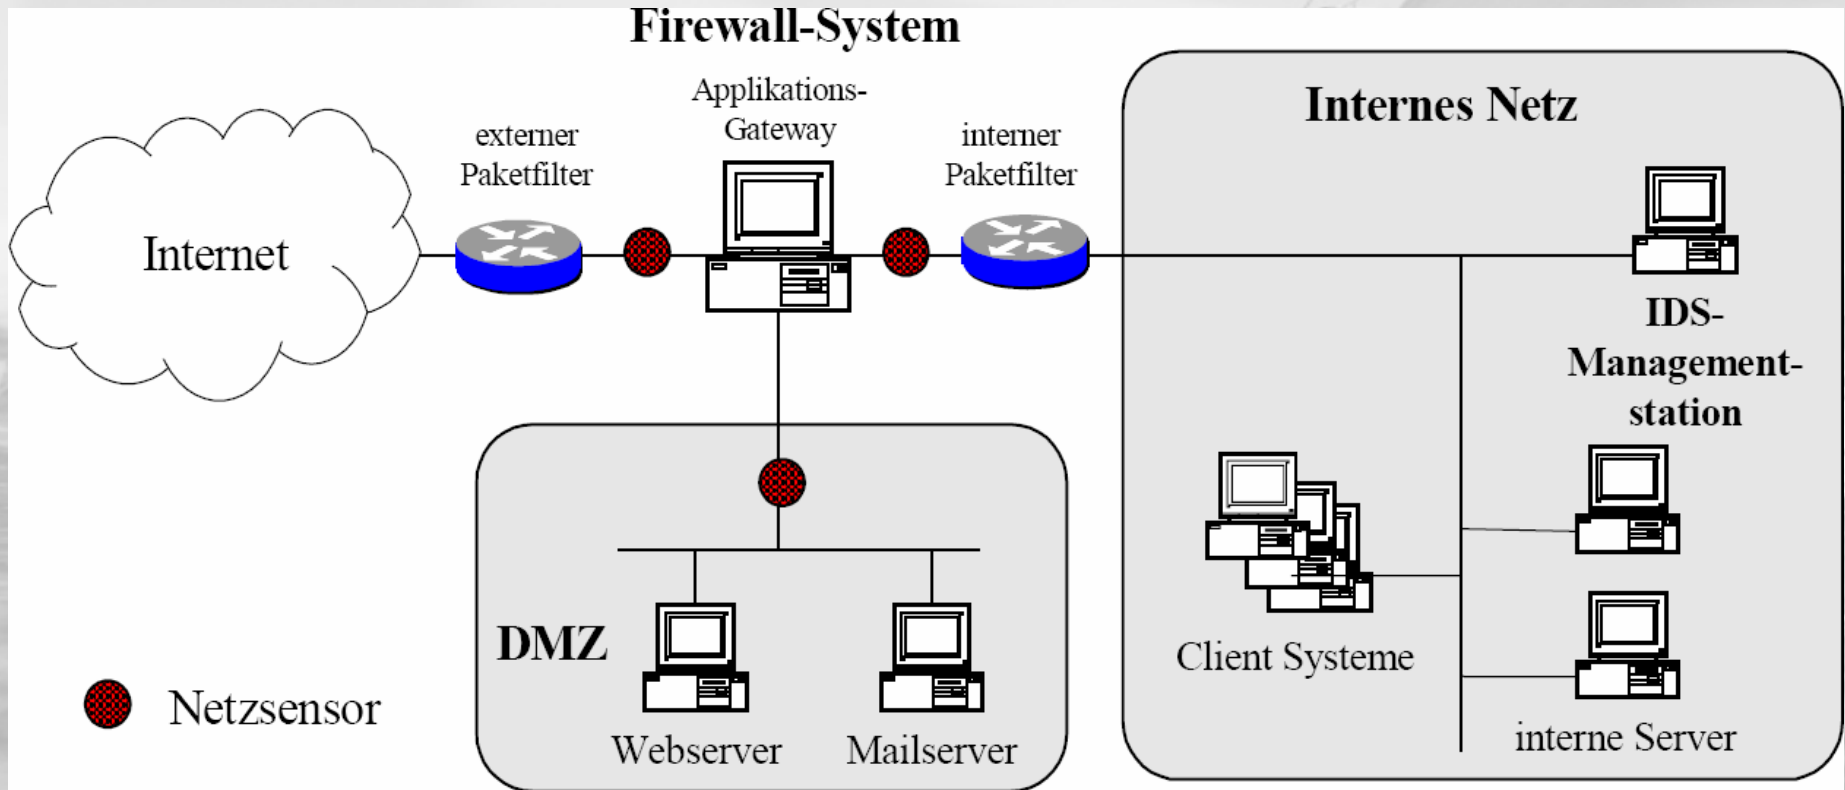 Firewall-System
Applikations-
Gateway
externer
Paketfilter
interner
Paketfilter
Internet
Internes Netz
IDS-
Management-
station
DMZ
Client Systeme
Netzsensor
Webserver
Mailserver
interne Server